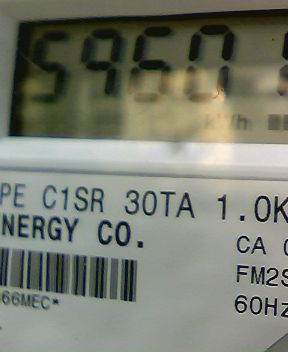 5960
kWh
PE C1SR 30TA 1.0K
NERGY CO.
CA
FM2S
66MEC*
60Hz